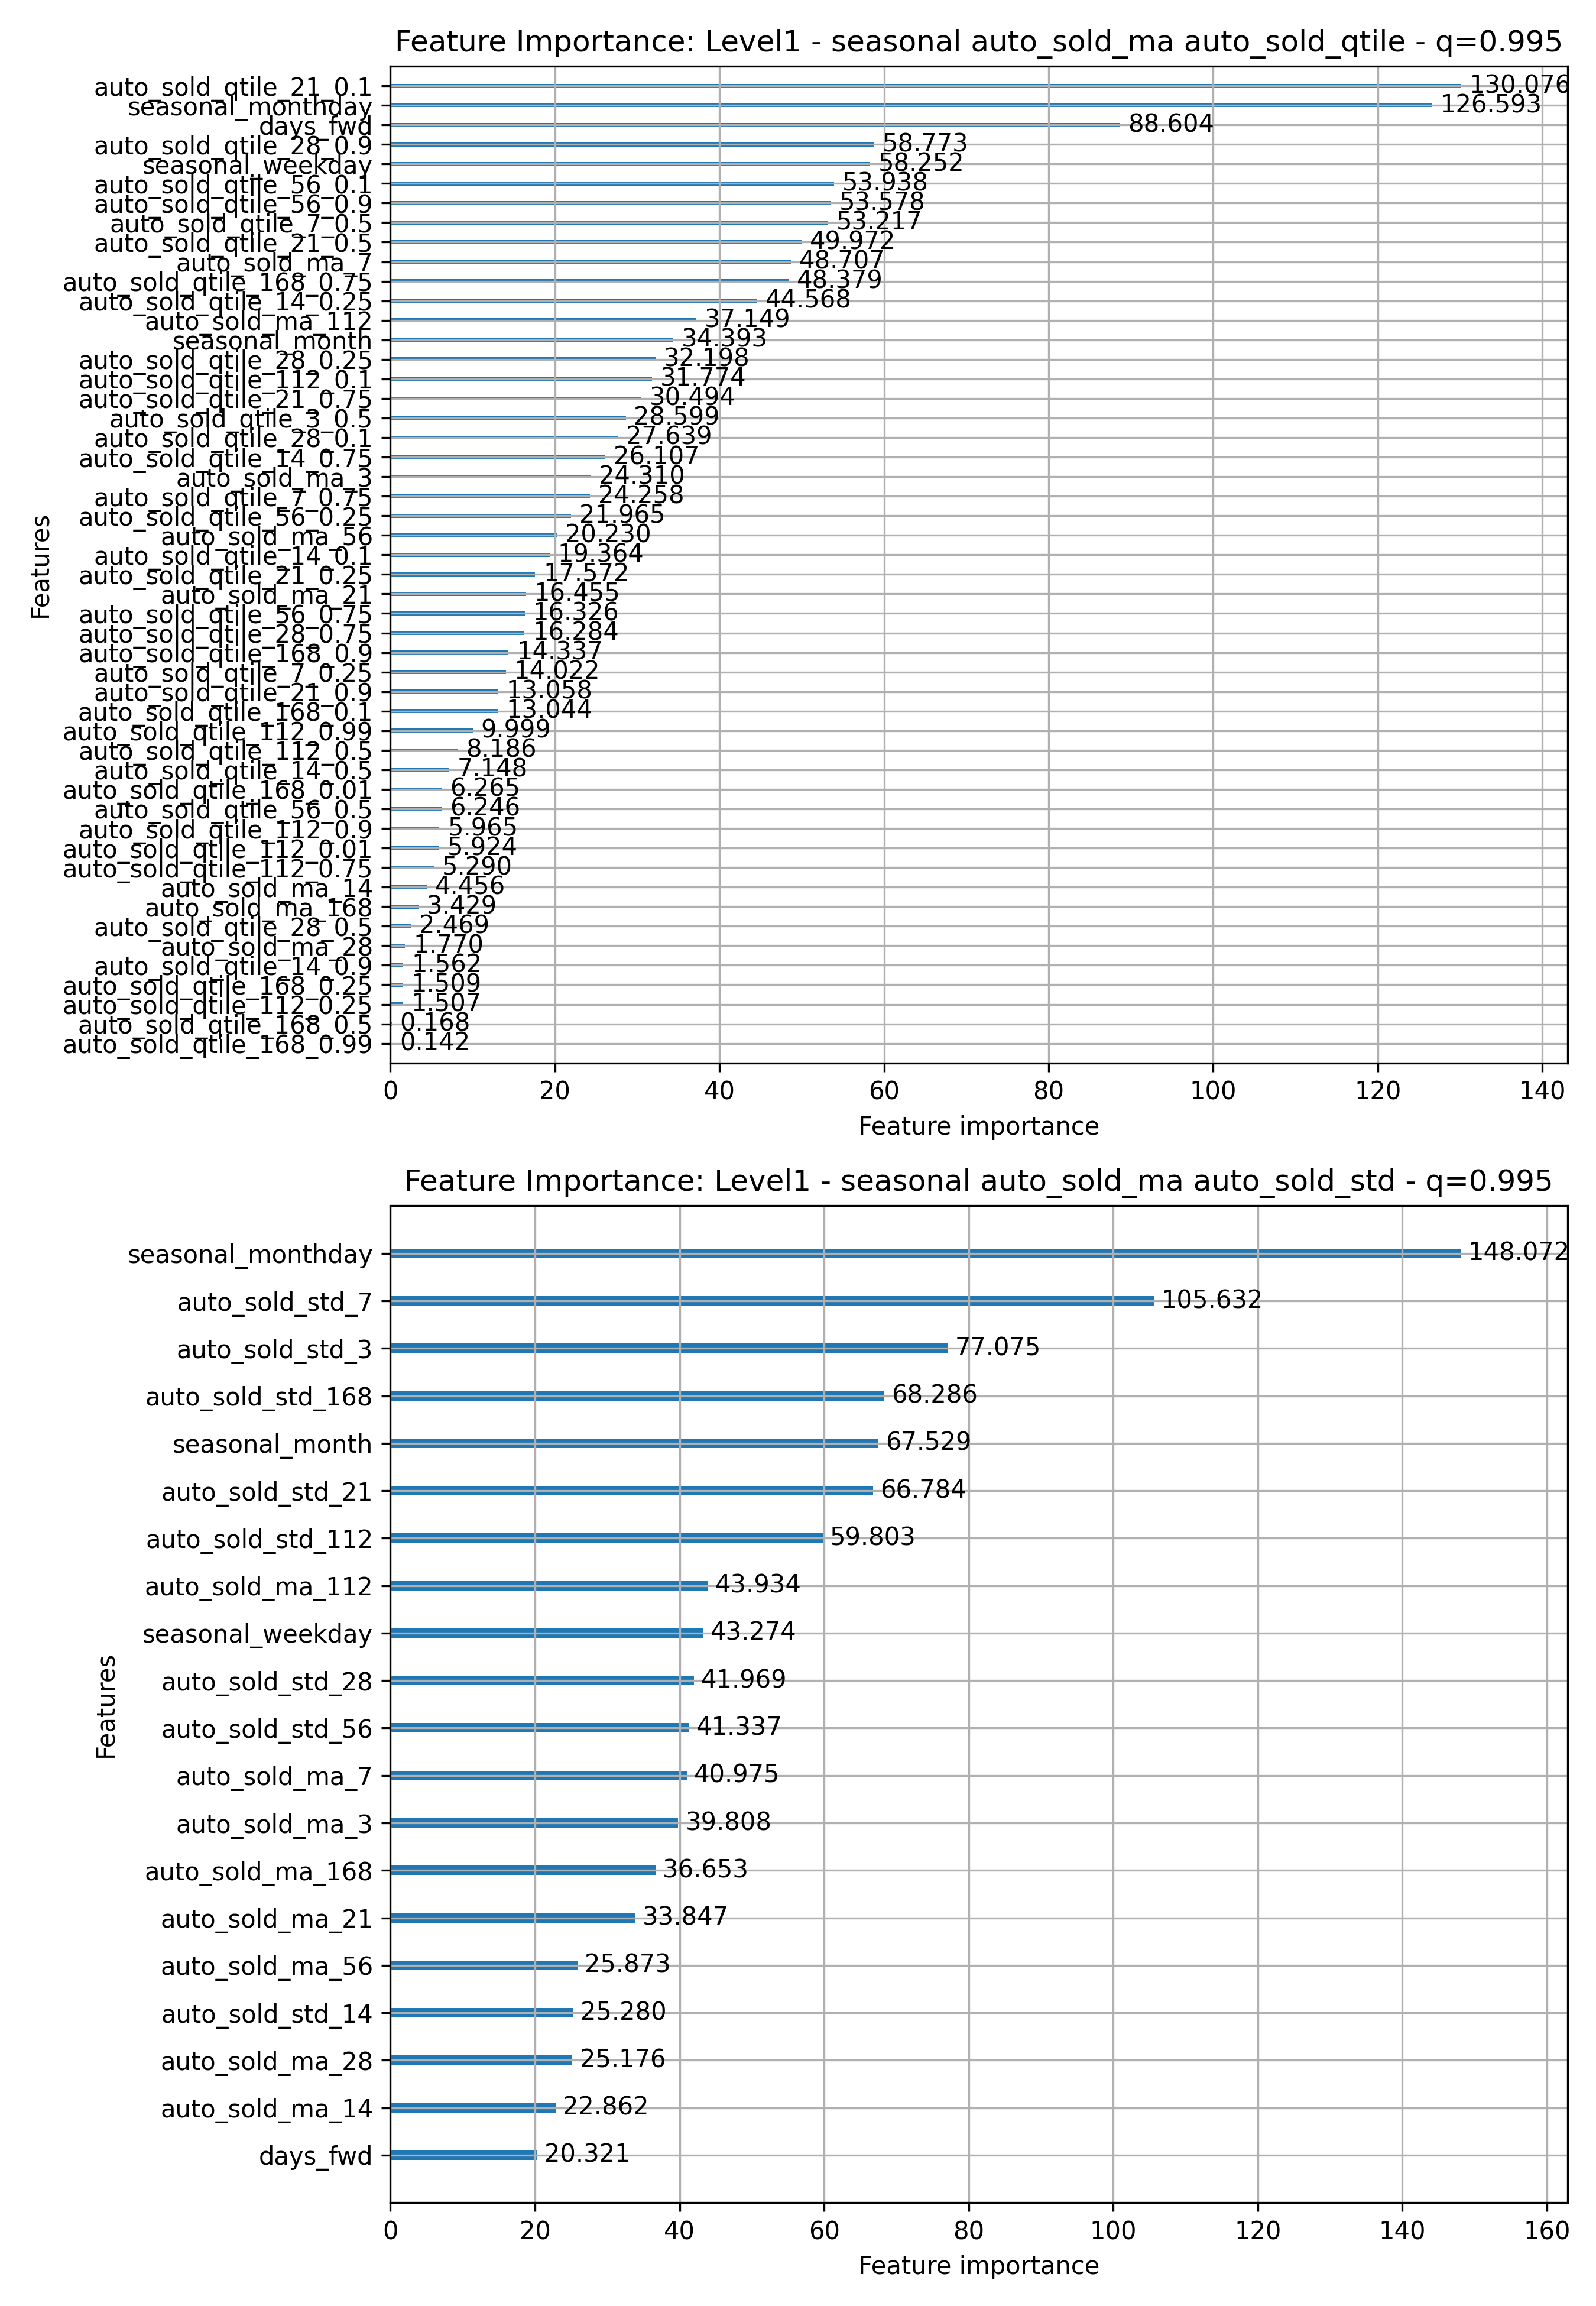 Feature Importance: Level1 - seasonal auto_sold_ma auto_sold_qtile - q=0.995
Features
auto_sold_qtile_21_0.1 130.076
seasonal_monthday 126.593
days_fwd 88.604
auto_sold_qtile_28_0.9 58.773
seasonal_weekday 58.252
auto_sold_qtile_56_0.1 53.938
auto_sold_qtile_56_0.9 53.578
auto_sold_qtile_7_0.5 53.217
auto_sold_qtile_21_0.5 49.972
auto_sold_ma_7 48.707
auto_sold_qtile_168_0.75 48.379
auto_sold_qtile_14_0.25 44.568
auto_sold_ma_112 37.149
seasonal_month 34.393
auto_sold_qtile_28_0.25 32.198
auto_sold_qtile_112_0.1 31.774
auto_sold_qtile_21_0.75 30.494
auto_sold_qtile_3_0.5 28.599
auto_sold_qtile_28_0.1 27.639
auto_sold_qtile_14_0.75 26.107
auto_sold_ma_3 24.310
auto_sold_qtile_7_0.75 24.258
auto_sold_qtile_56_0.25 21.965
auto_sold_ma_56 20.230
auto_sold_qtile_14_0.1 19.364
auto_sold_qtile_21_0.25 17.572
auto_sold_ma_21 16.455
auto_sold_qtile_56_0.75 16.326
auto_sold_qtile_28_0.75 16.284
auto_sold_qtile_168_0.9 14.337
auto_sold_qtile_7_0.25 14.022
auto_sold_qtile_21_0.9 13.058
auto_sold_qtile_168_0.1 13.044
auto_sold_qtile_112_0.99 9.999
auto_sold_qtile_112_0.5 8.186
auto_sold_qtile_14_0.5 7.148
auto_sold_qtile_168_0.01 6.265
auto_sold_qtile_56_0.5 6.246
auto_sold_qtile_112_0.9 5.965
auto_sold_qtile_112_0.01 5.924
auto_sold_qtile_112_0.75 5.290
auto_sold_ma_14 4.456
auto_sold_ma_168 3.429
auto_sold_qtile_28_0.5 2.469
auto_sold_ma_28 1.770
auto_sold_qtile_14_0.9 1.562
auto_sold_qtile_168_0.25 1.509
auto_sold_qtile_112_0.25 1.507
auto_sold_qtile_168_0.5 0.168
auto_sold_qtile_168_0.99 0.142
0 20 40 60 80 100 120 140
Feature importance
Feature Importance: Level1 - seasonal auto_sold_ma auto_sold_std - q=0.995
Features
seasonal_monthday 148.072
auto_sold_std_7 105.632
auto_sold_std_3 77.075
auto_sold_std_168 68.286
seasonal_month 67.529
auto_sold_std_21 66.784
auto_sold_std_112 59.803
auto_sold_ma_112 43.934
seasonal_weekday 43.274
auto_sold_std_28 41.969
auto_sold_std_56 41.337
auto_sold_ma_7 40.975
auto_sold_ma_3 39.808
auto_sold_ma_168 36.653
auto_sold_ma_21 33.847
auto_sold_ma_56 25.873
auto_sold_std_14 25.280
auto_sold_ma_28 25.176
auto_sold_ma_14 22.862
days_fwd 20.321
0 20 40 60 80 100 120 140 160
Feature importance